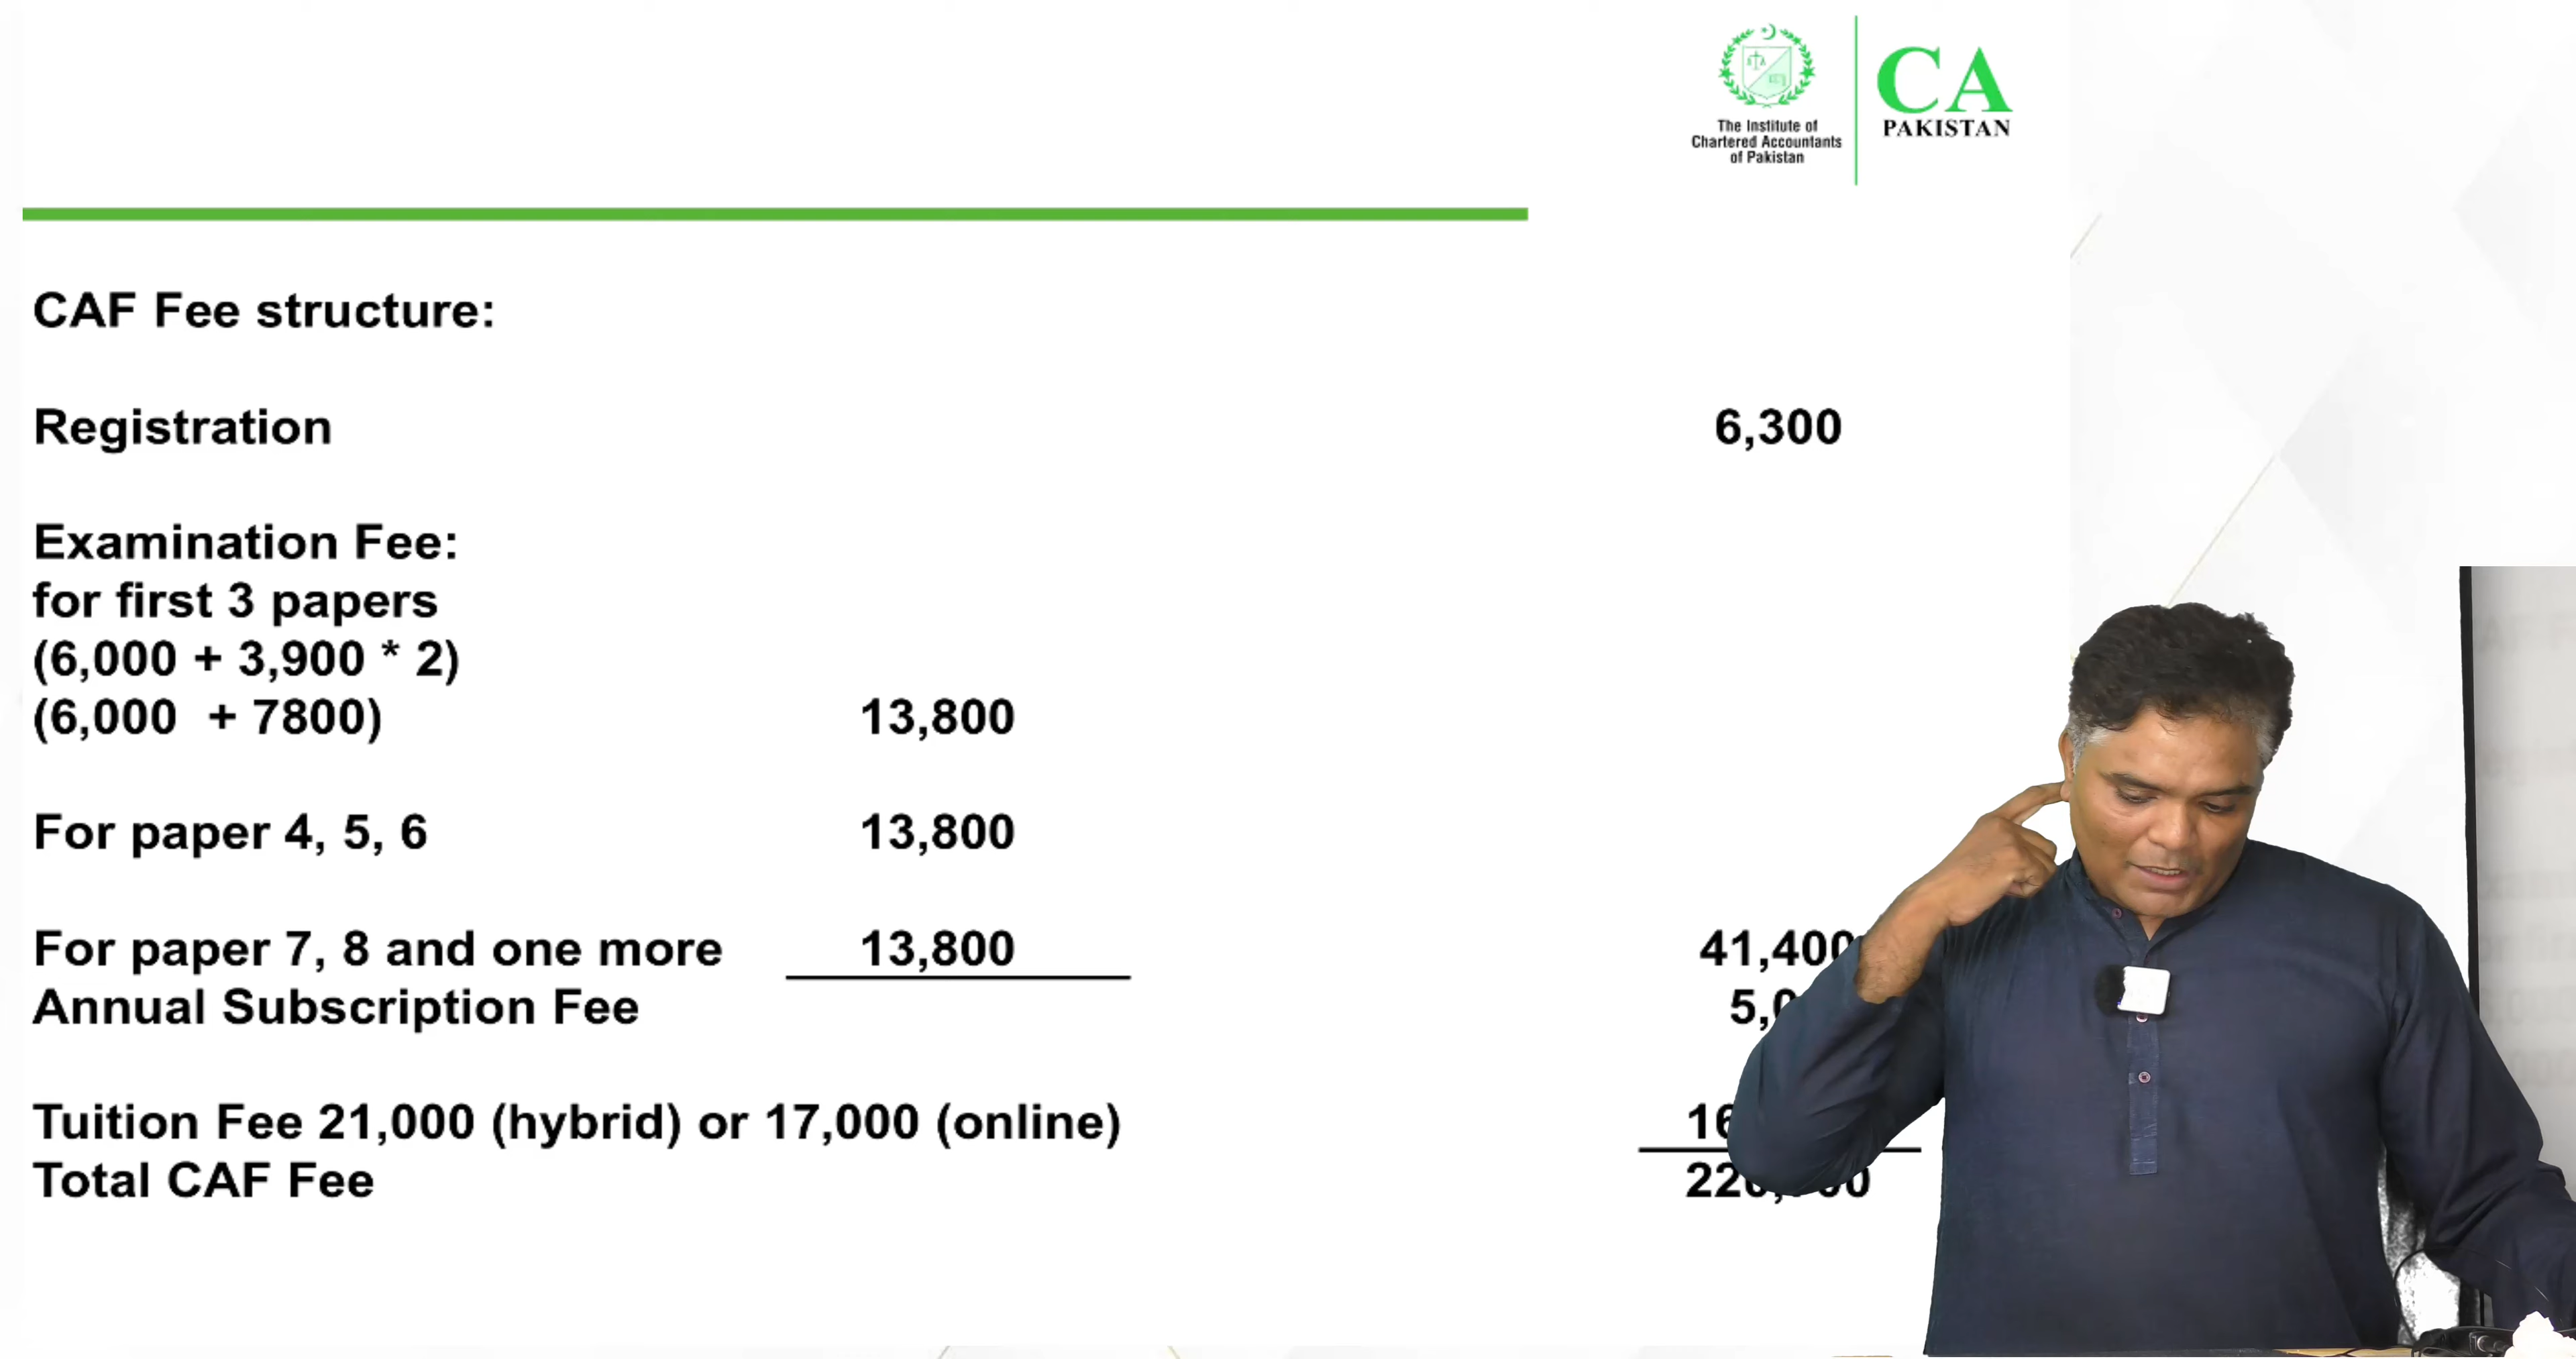 The Institute of
Chartered Accountants
of Pakistan
CA
PAKISTAN
CAF Fee structure:
Registration 6,300
Examination Fee:
for first 3 papers
(6,000 + 3,900 * 2)
(6,000 + 7800) 13,800
For paper 4, 5, 6 13,800
For paper 7, 8 and one more 13,800 41,400
Annual Subscription Fee
Tuition Fee 21,000 (hybrid) or 17,000 (online)
Total CAF Fee